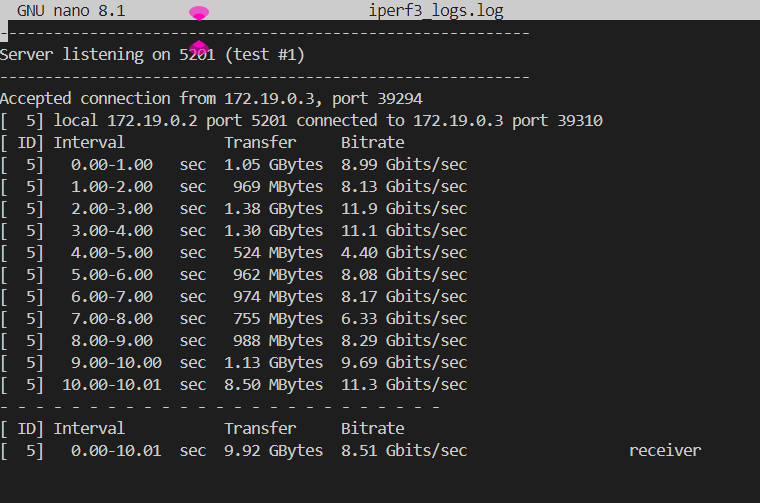 GNU nano 8.1 iperf3_logs.log
-----------------------------------------------------------
Server listening on 5201 (test #1)
-----------------------------------------------------------
Accepted connection from 172.19.0.3, port 39294
[  5] local 172.19.0.2 port 5201 connected to 172.19.0.3 port 39310
[ ID] Interval           Transfer     Bitrate
[  5]   0.00-1.00   sec  1.05 GBytes  8.99 Gbits/sec
[  5]   1.00-2.00   sec   969 MBytes  8.13 Gbits/sec
[  5]   2.00-3.00   sec  1.38 GBytes  11.9 Gbits/sec
[  5]   3.00-4.00   sec  1.30 GBytes  11.1 Gbits/sec
[  5]   4.00-5.00   sec   524 MBytes  4.40 Gbits/sec
[  5]   5.00-6.00   sec   962 MBytes  8.08 Gbits/sec
[  5]   6.00-7.00   sec   974 MBytes  8.17 Gbits/sec
[  5]   7.00-8.00   sec   755 MBytes  6.33 Gbits/sec
[  5]   8.00-9.00   sec   988 MBytes  8.29 Gbits/sec
[  5]   9.00-10.00  sec  1.13 GBytes  9.69 Gbits/sec
[  5]  10.00-10.01  sec  8.50 MBytes  11.3 Gbits/sec
- - - - - - - - - - - - - - - - - - - - - - - - -
[ ID] Interval           Transfer     Bitrate
[  5]   0.00-10.01  sec  9.92 GBytes  8.51 Gbits/sec                  receiver